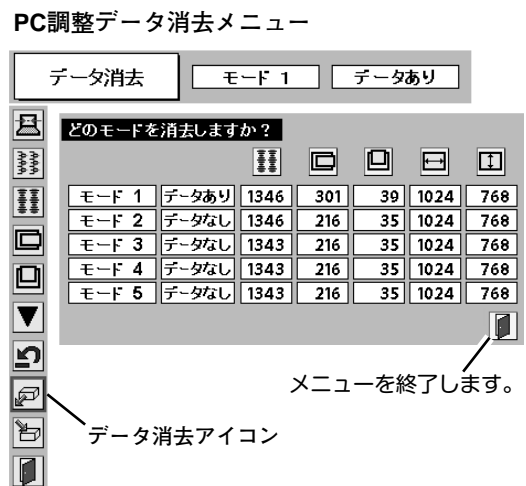 PC調整データ消去メニュー
データ消去 モード 1 データあり
どのモードを消去しますか?
モード 1 データあり 1346 301 39 1024 768
モード 2 データなし 1346 216 35 1024 768
モード 3 データなし 1343 216 35 1024 768
モード 4 データなし 1343 216 35 1024 768
モード 5 データなし 1343 216 35 1024 768
メニューを終了します。
データ消去アイコン